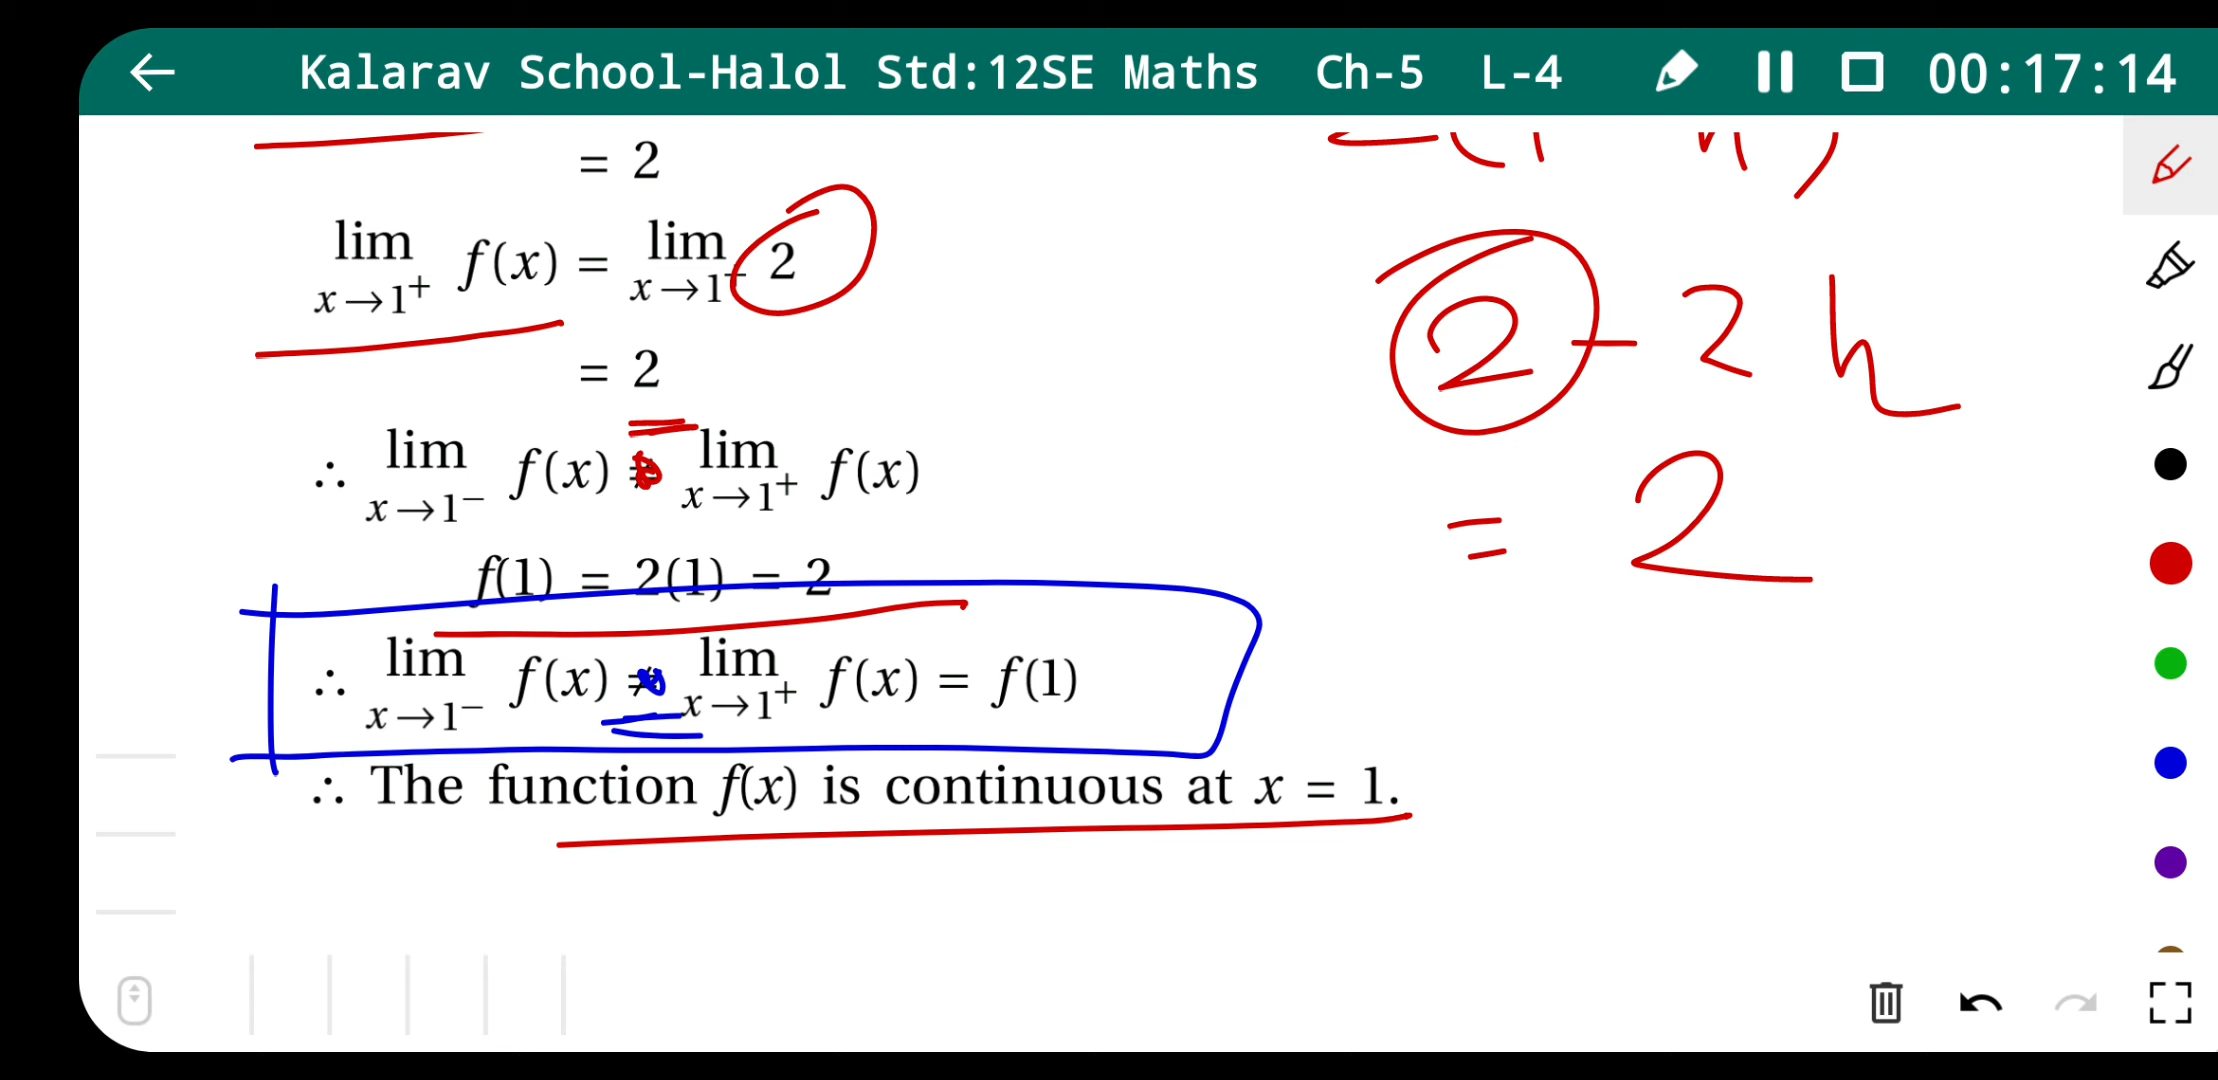 Kalarav School-Halol Std:12SE Maths Ch-5 L-4 00:17:14
= 2
lim x→1⁺ f(x) = lim x→1⁺ 2
= 2
∴ lim x→1⁻ f(x) = lim x→1⁺ f(x)
f(1) = 2(1) = 2
∴ lim x→1⁻ f(x) = lim x→1⁺ f(x) = f(1)
∴ The function f(x) is continuous at x = 1.
2 - 2h
= 2